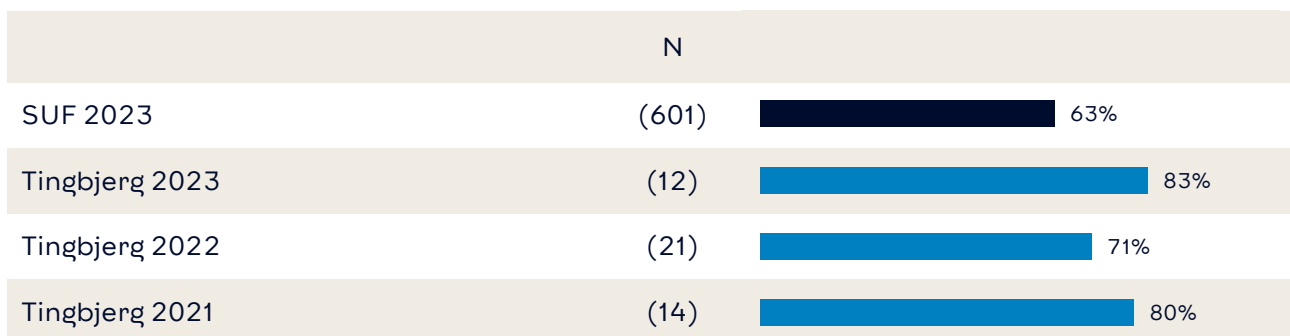 N
SUF 2023 (601) 63%
Tingbjerg 2023 (12) 83%
Tingbjerg 2022 (21) 71%
Tingbjerg 2021 (14) 80%